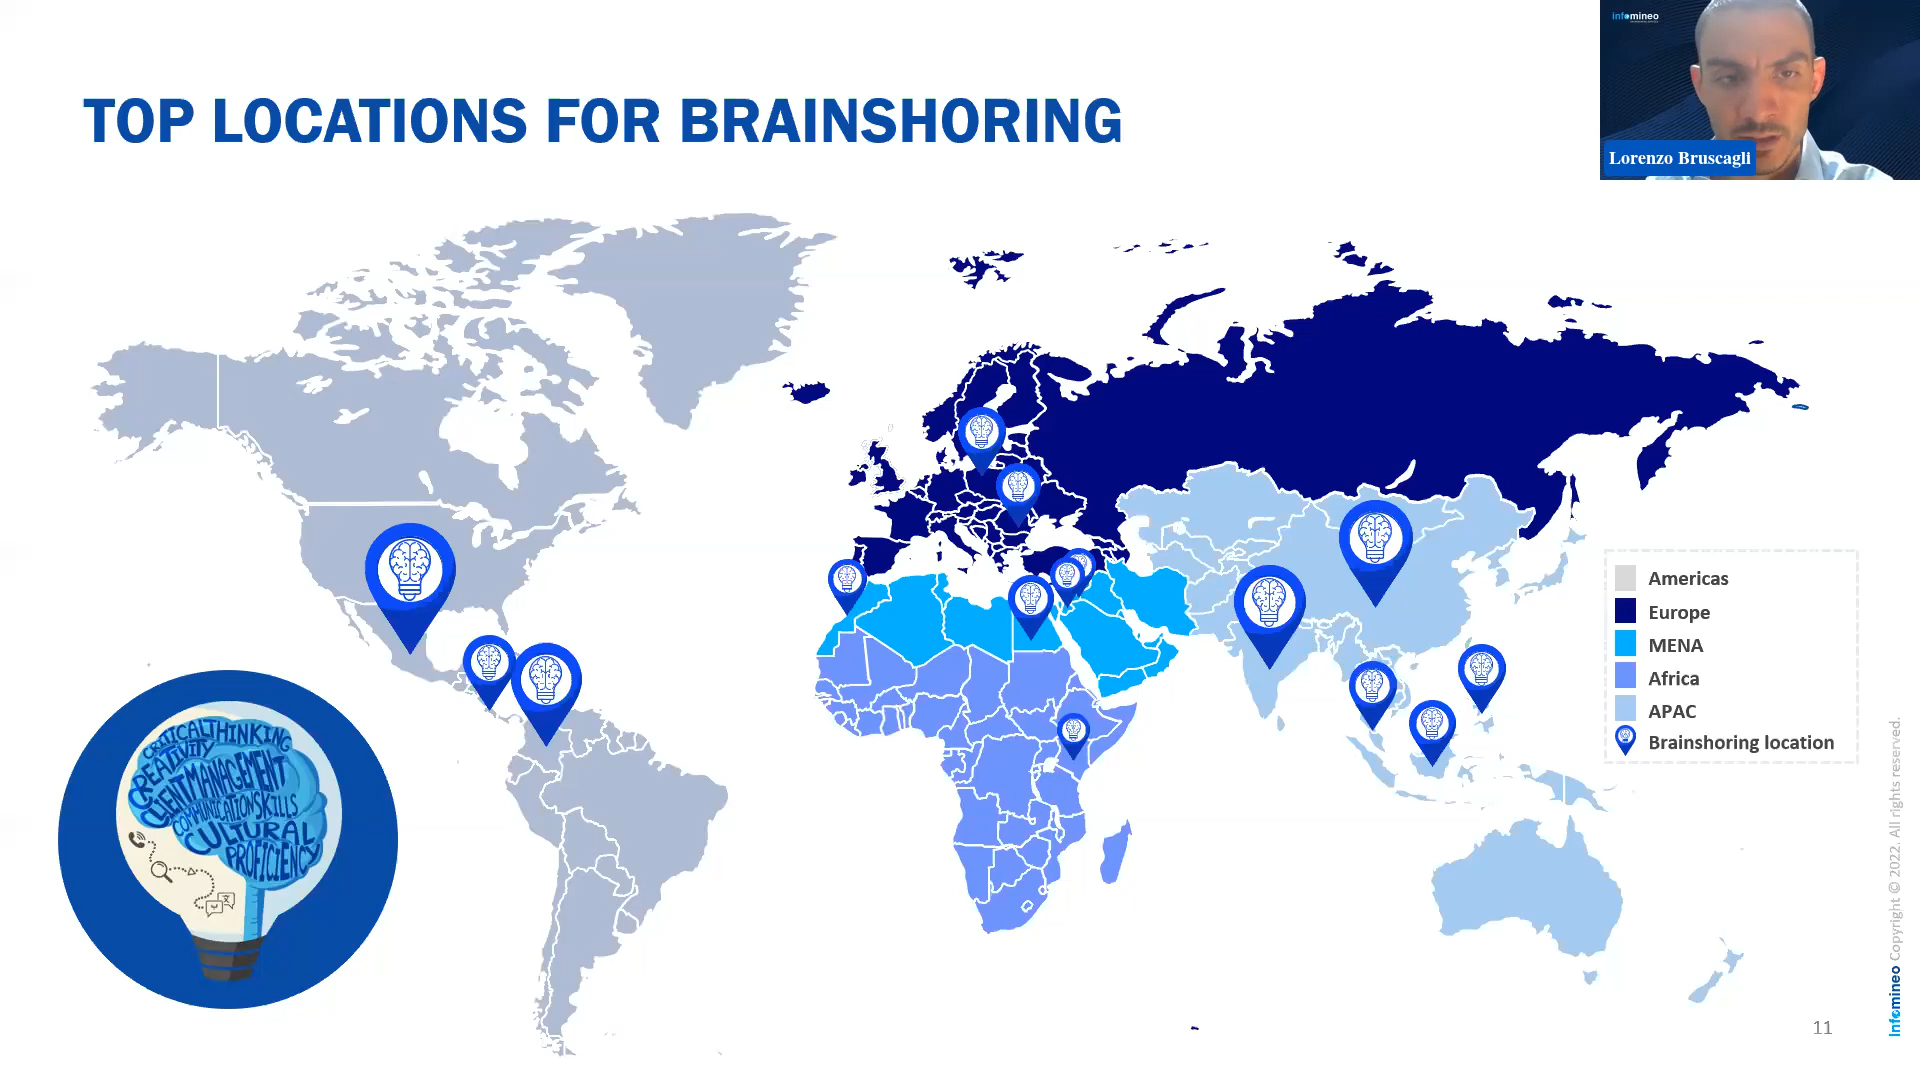 infomineo
Lorenzo Bruscagli
TOP LOCATIONS FOR BRAINSHORING
Americas
Europe
MENA
Africa
APAC
Brainshoring location
CRITICAL THINKING
CREATIVITY
CLIENT MANAGEMENT
COMMUNICATION SKILLS
CULTURAL
PROFICIENCY
Infomineo Copyright © 2022. All rights reserved.
11